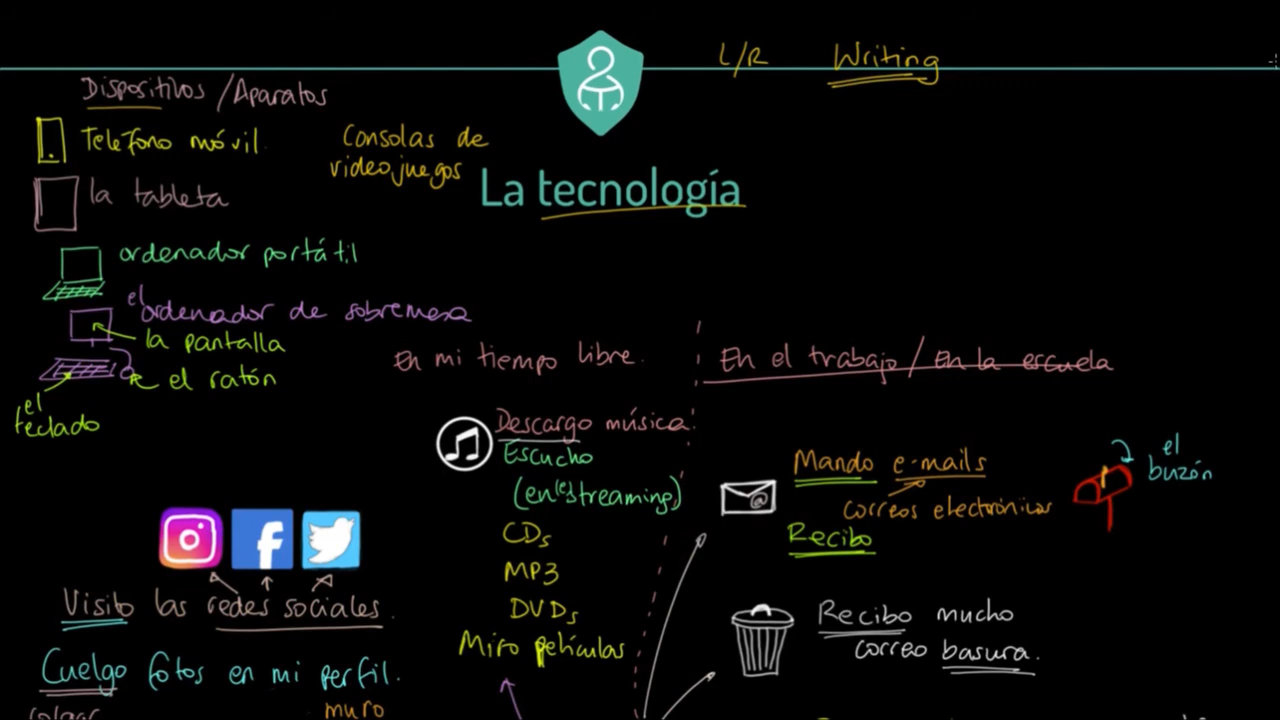 L/R Writing
Dispositivos / Aparatos
Teléfono móvil.
Consolas de
videojuegos
La tecnología
la tableta
ordenador portátil
el ordenador de sobremesa
la pantalla
el ratón
el
teclado
En mi tiempo libre.
En el trabajo / En la escuela
Descargo música
Escucho
(en streaming)
CDs
MP3
DVDs
Miro películas
Mando e-mails
correos electrónicos
Recibo
el
buzón
Recibo mucho
correo basura.
Visito las redes sociales.
Cuelgo fotos en mi perfil.
colgar
muro